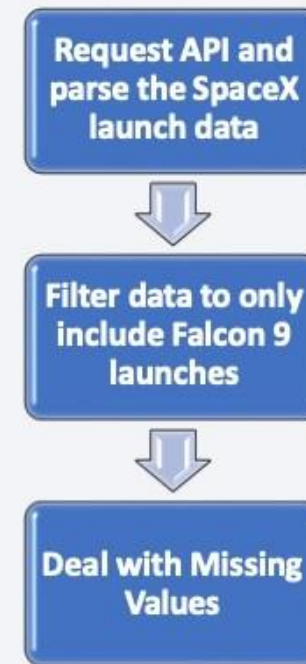 Request API and
parse the SpaceX
launch data
Filter data to only
include Falcon 9
launches
Deal with Missing
Values